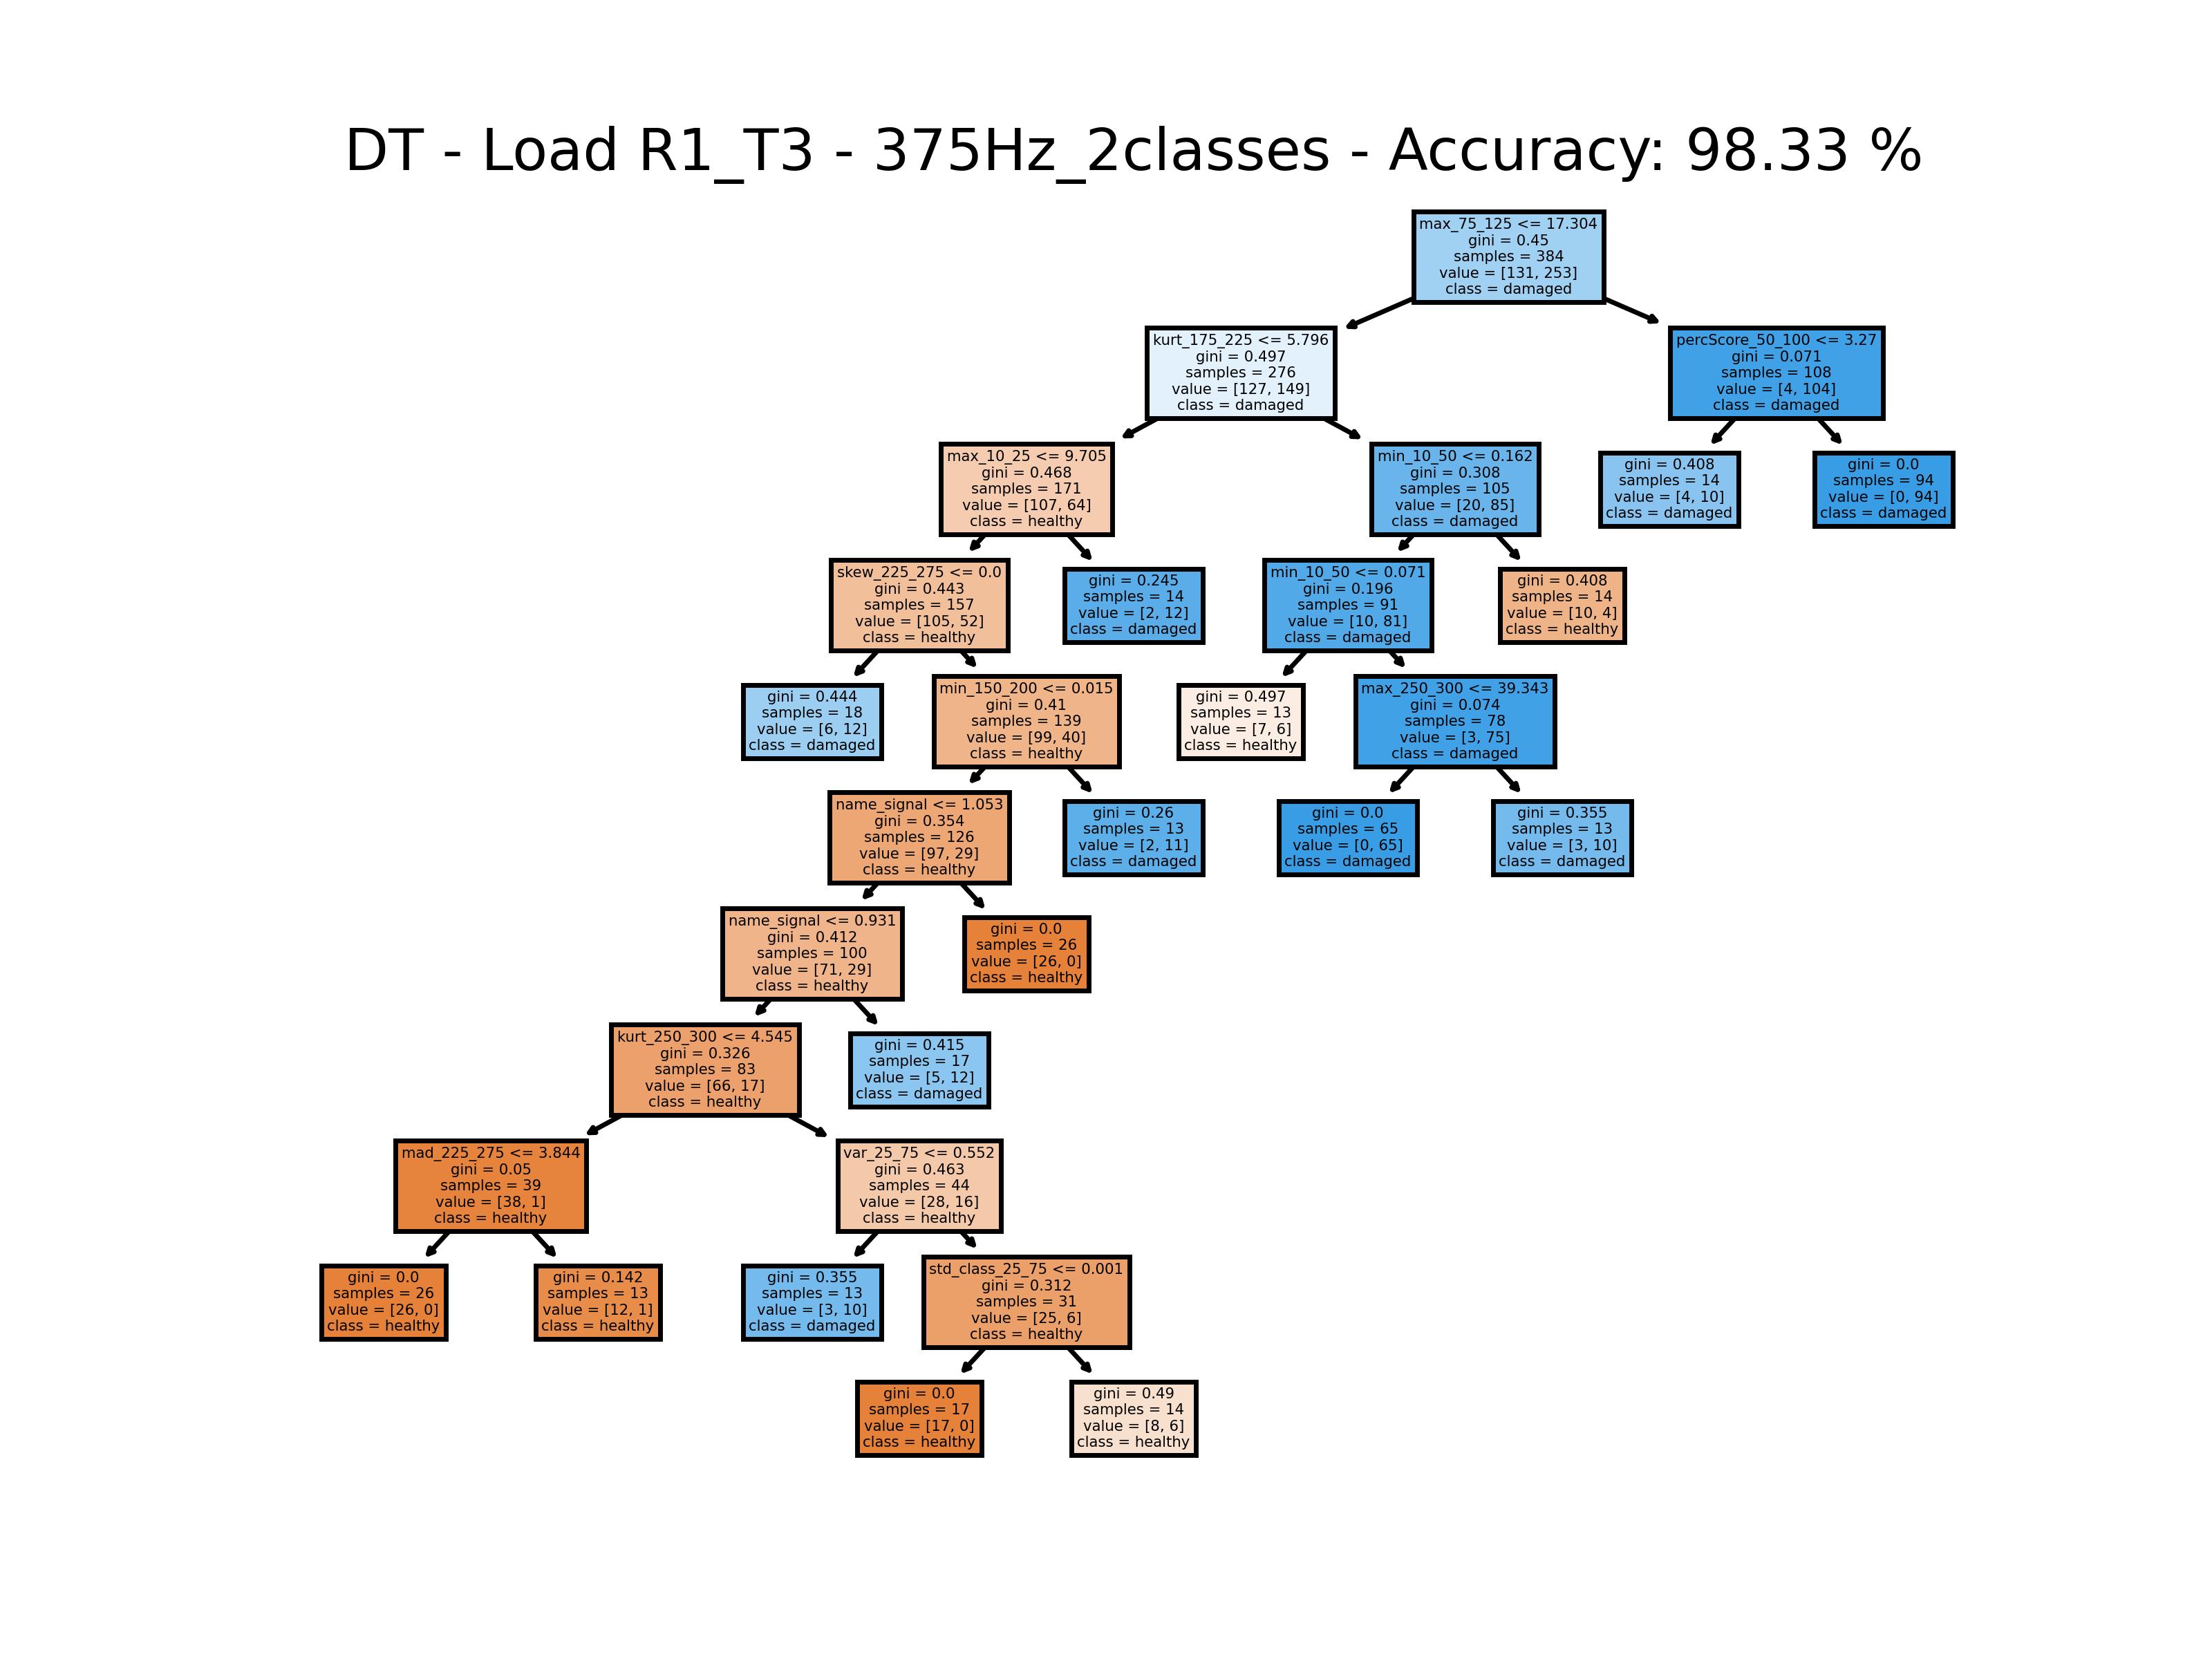 DT - Load R1_T3 - 375Hz_2classes - Accuracy: 98.33 %
max_75_125 <= 17.304
gini = 0.45
samples = 384
value = [131, 253]
class = damaged
kurt_175_225 <= 5.796
gini = 0.497
samples = 276
value = [127, 149]
class = damaged
percScore_50_100 <= 3.27
gini = 0.071
samples = 108
value = [4, 104]
class = damaged
max_10_25 <= 9.705
gini = 0.468
samples = 171
value = [107, 64]
class = healthy
min_10_50 <= 0.162
gini = 0.308
samples = 105
value = [20, 85]
class = damaged
gini = 0.408
samples = 14
value = [4, 10]
class = damaged
gini = 0.0
samples = 94
value = [0, 94]
class = damaged
skew_225_275 <= 0.0
gini = 0.443
samples = 157
value = [105, 52]
class = healthy
gini = 0.245
samples = 14
value = [2, 12]
class = damaged
min_10_50 <= 0.071
gini = 0.196
samples = 91
value = [10, 81]
class = damaged
gini = 0.408
samples = 14
value = [10, 4]
class = healthy
gini = 0.444
samples = 18
value = [6, 12]
class = damaged
min_150_200 <= 0.015
gini = 0.41
samples = 139
value = [99, 40]
class = healthy
gini = 0.497
samples = 13
value = [7, 6]
class = healthy
max_250_300 <= 39.343
gini = 0.074
samples = 78
value = [3, 75]
class = damaged
name_signal <= 1.053
gini = 0.354
samples = 126
value = [97, 29]
class = healthy
gini = 0.26
samples = 13
value = [2, 11]
class = damaged
gini = 0.0
samples = 65
value = [0, 65]
class = damaged
gini = 0.355
samples = 13
value = [3, 10]
class = damaged
name_signal <= 0.931
gini = 0.412
samples = 100
value = [71, 29]
class = healthy
gini = 0.0
samples = 26
value = [26, 0]
class = healthy
kurt_250_300 <= 4.545
gini = 0.326
samples = 83
value = [66, 17]
class = healthy
gini = 0.415
samples = 17
value = [5, 12]
class = damaged
mad_225_275 <= 3.844
gini = 0.05
samples = 39
value = [38, 1]
class = healthy
var_25_75 <= 0.552
gini = 0.463
samples = 44
value = [28, 16]
class = healthy
gini = 0.0
samples = 26
value = [26, 0]
class = healthy
gini = 0.142
samples = 13
value = [12, 1]
class = healthy
gini = 0.355
samples = 13
value = [3, 10]
class = damaged
std_class_25_75 <= 0.001
gini = 0.312
samples = 31
value = [25, 6]
class = healthy
gini = 0.0
samples = 17
value = [17, 0]
class = healthy
gini = 0.49
samples = 14
value = [8, 6]
class = healthy